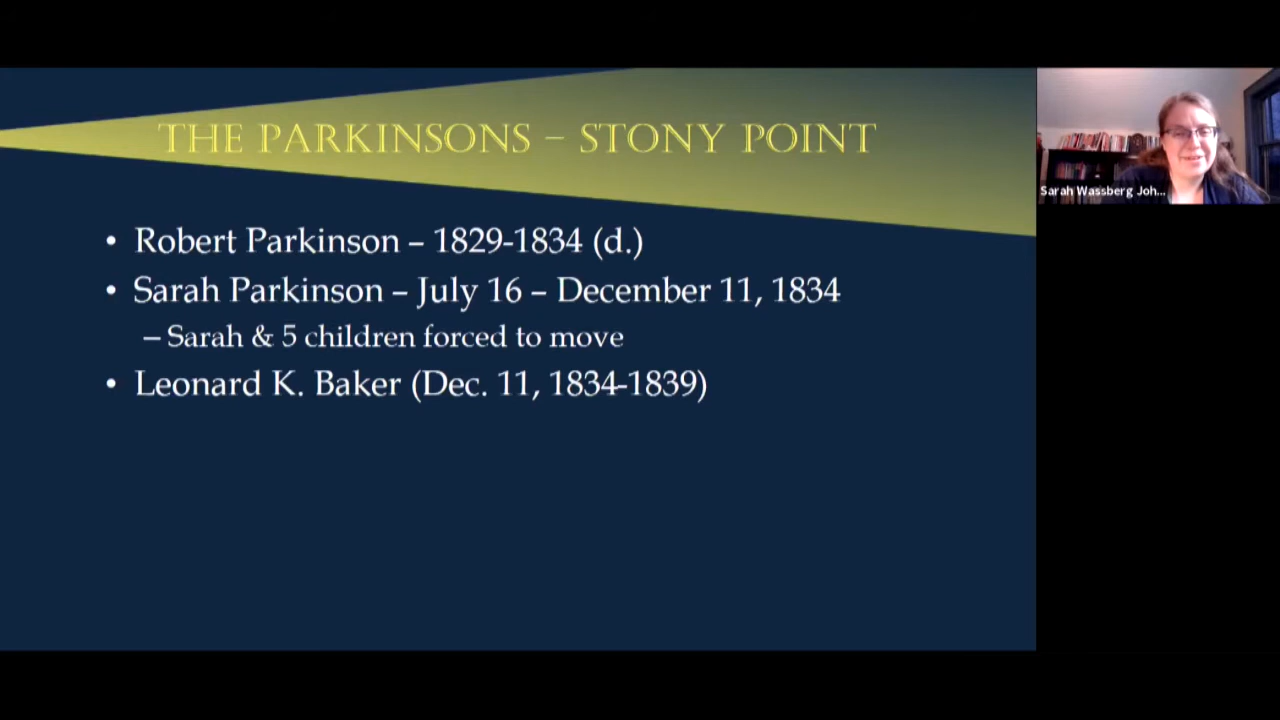 THE PARKINSONS – STONY POINT
• Robert Parkinson – 1829-1834 (d.)
• Sarah Parkinson – July 16 – December 11, 1834
– Sarah & 5 children forced to move
• Leonard K. Baker (Dec. 11, 1834-1839)
Sarah Wassberg Joh...